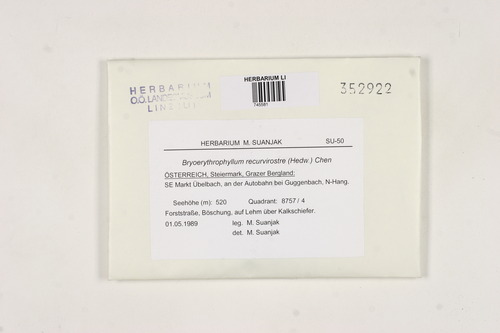 HERBARIUM
O.Ö. LANDESMUSEUM
LINZ
HERBARIUM LI
745581
352922
HERBARIUM M. SUANJAK SU-50
Bryoerythrophyllum recurvirostre (Hedw.) Chen
ÖSTERREICH, Steiermark, Grazer Bergland:
SE Markt Übelbach, an der Autobahn bei Guggenbach, N-Hang.
Seehöhe (m): 520 Quadrant: 8757 / 4
Forststraße, Böschung, auf Lehm über Kalkschiefer.
01.05.1989 leg. M. Suanjak
det. M. Suanjak